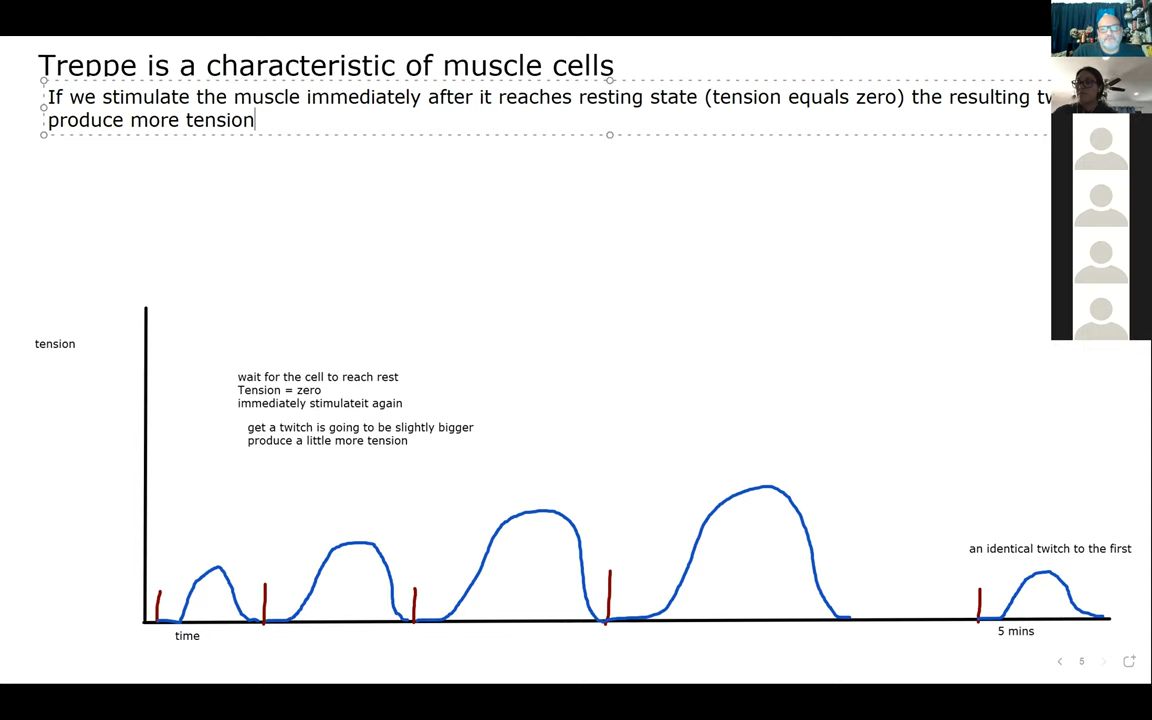 Treppe is a characteristic of muscle cells
If we stimulate the muscle immediately after it reaches resting state (tension equals zero) the resulting
produce more tension
tension
wait for the cell to reach rest
Tension = zero
immediately stimulateit again
get a twitch is going to be slightly bigger
produce a little more tension
an identical twitch to the first
time
5 mins
5